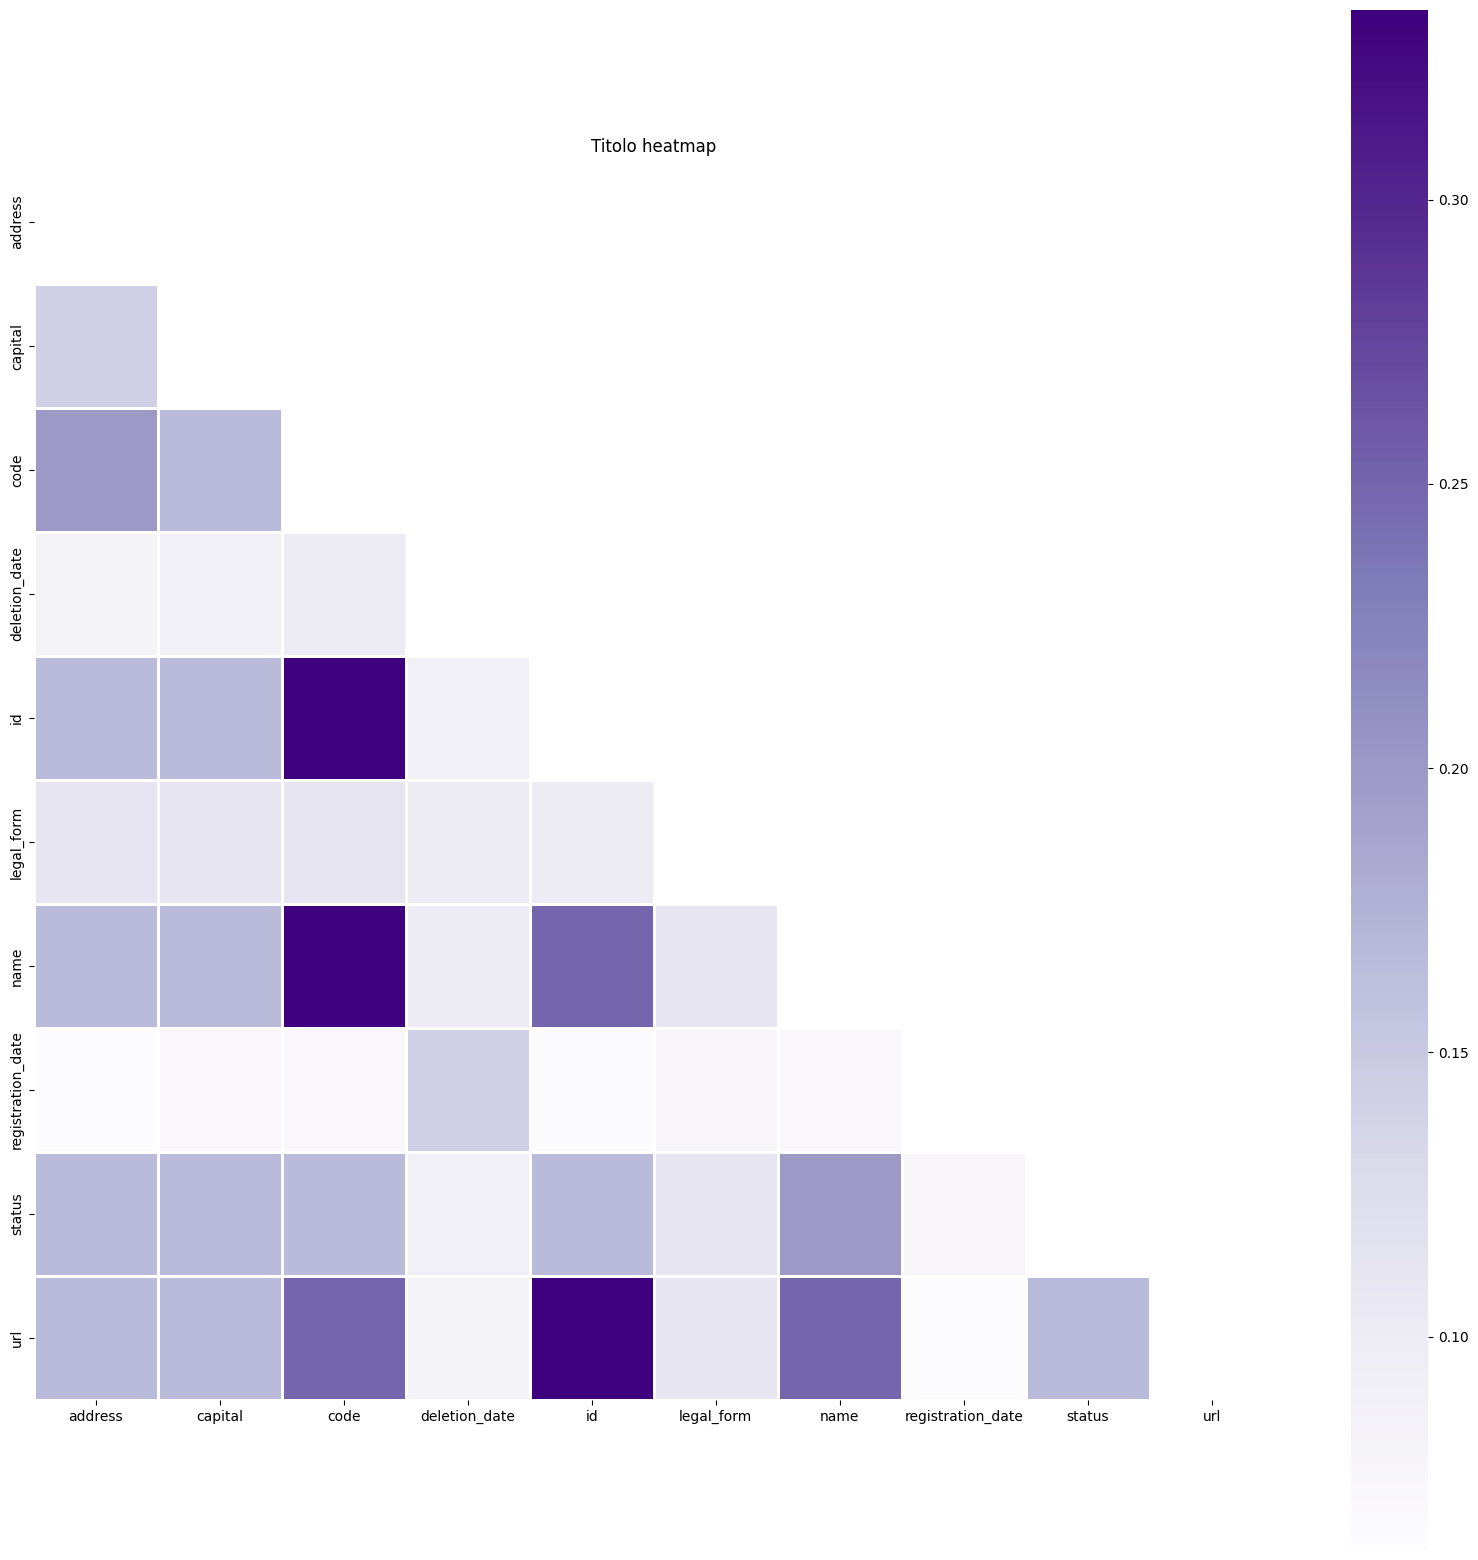 Titolo heatmap
address
capital
code
deletion_date
id
legal_form
name
registration_date
status
url
address
capital
code
deletion_date
id
legal_form
name
registration_date
status
url
0.30
0.25
0.20
0.15
0.10